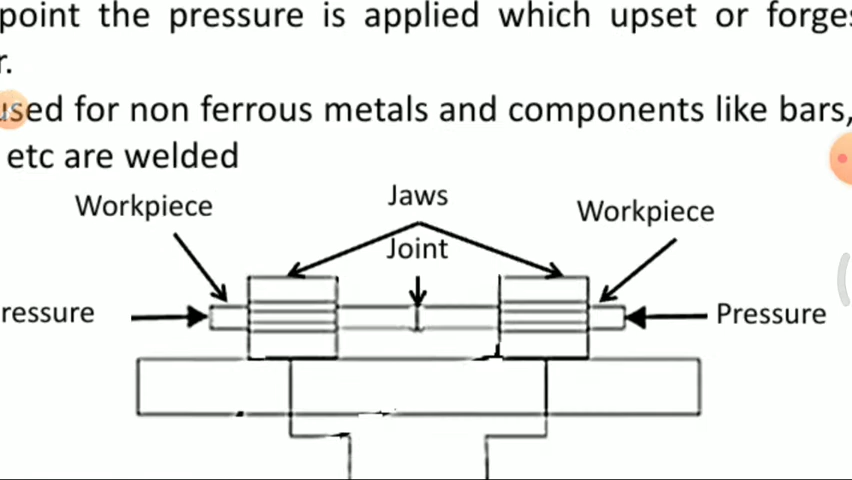 point the pressure is applied which upset or forge
r.
used for non ferrous metals and components like bars,
etc are welded
Jaws
Workpiece
Workpiece
Joint
ressure
Pressure